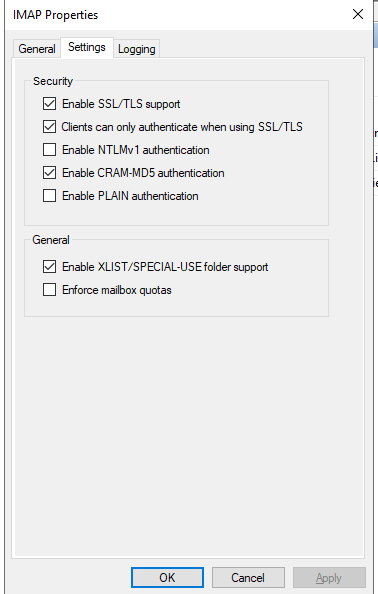 IMAP Properties
General Settings Logging
Security
Enable SSL/TLS support
Clients can only authenticate when using SSL/TLS
Enable NTLMv1 authentication
Enable CRAM-MD5 authentication
Enable PLAIN authentication
General
Enable XLIST/SPECIAL-USE folder support
Enforce mailbox quotas
OK Cancel Apply